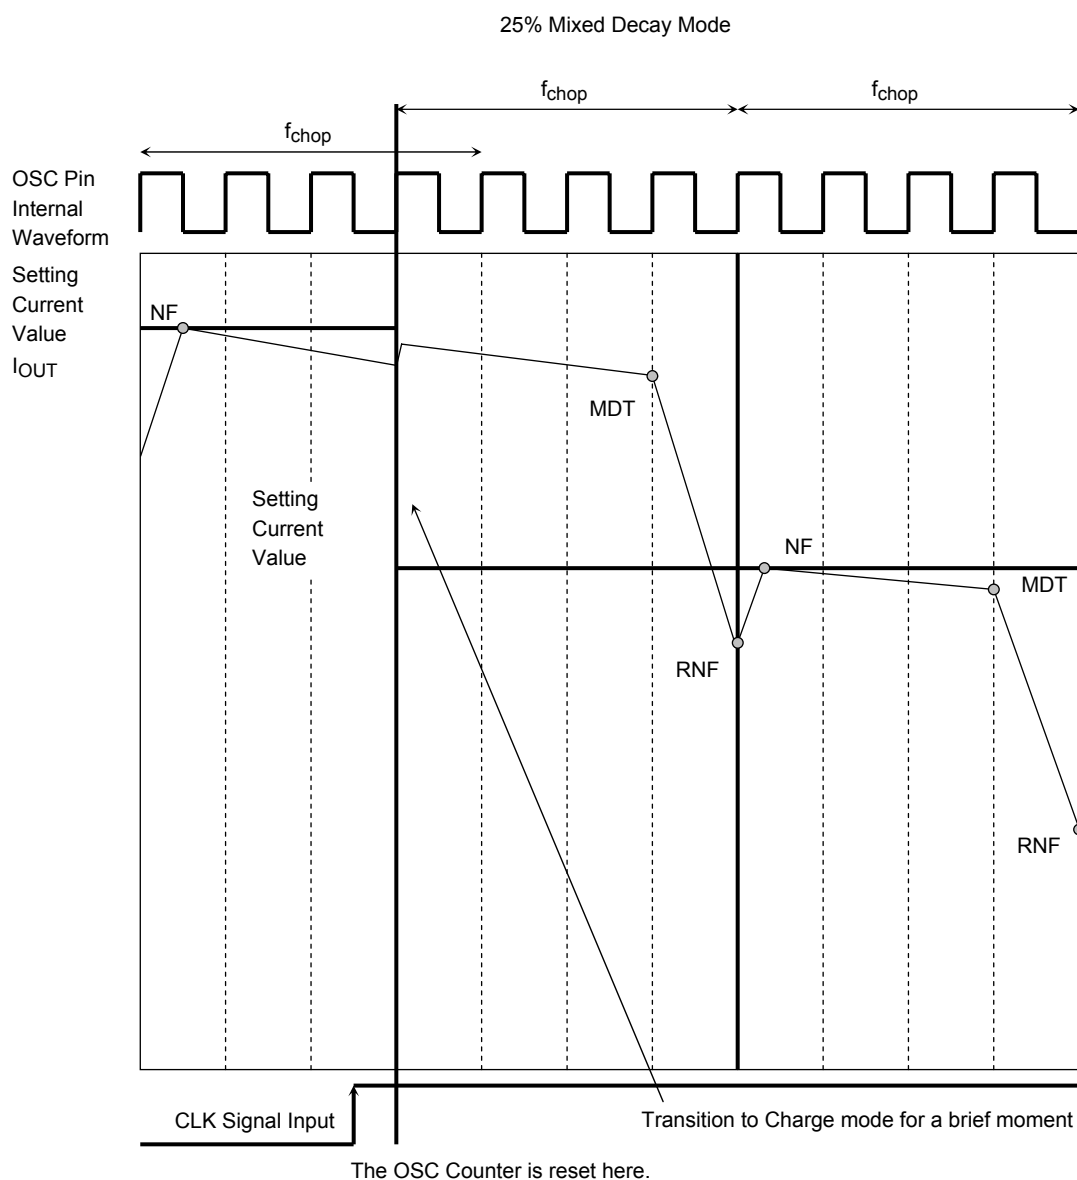 25% Mixed Decay Mode
fchop
fchop
fchop
OSC Pin
Internal
Waveform
Setting
Current
Value
IOUT
NF
MDT
Setting
Current
Value
NF
MDT
RNF
RNF
CLK Signal Input
Transition to Charge mode for a brief moment
The OSC Counter is reset here.